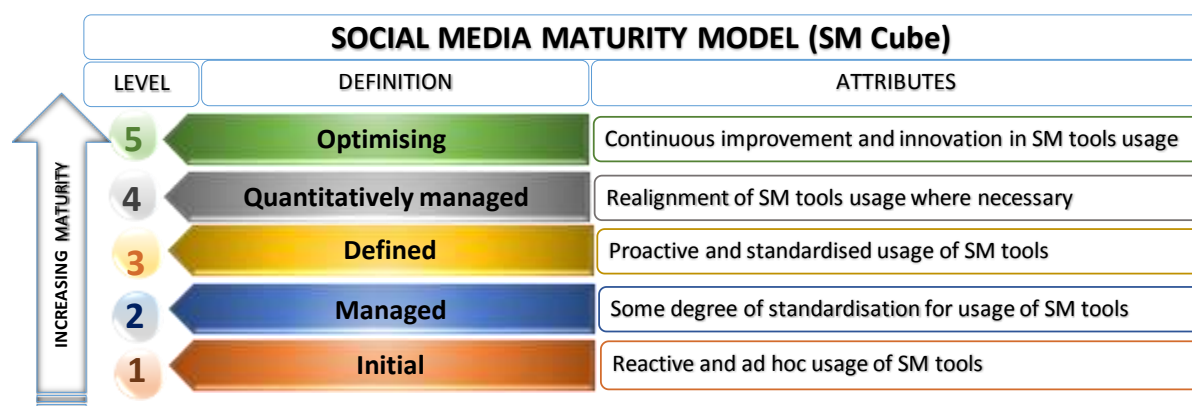 SOCIAL MEDIA MATURITY MODEL (SM Cube)
LEVEL DEFINITION ATTRIBUTES
5 Optimising Continuous improvement and innovation in SM tools usage
4 Quantitatively managed Realignment of SM tools usage where necessary
3 Defined Proactive and standardised usage of SM tools
2 Managed Some degree of standardisation for usage of SM tools
1 Initial Reactive and ad hoc usage of SM tools
INCREASING MATURITY